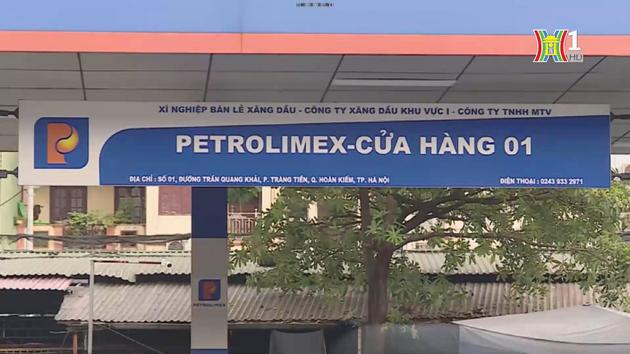 1
HD
XÍ NGHIỆP BÁN LẺ XĂNG DẦU - CÔNG TY XĂNG DẦU KHU VỰC I - CÔNG TY TNHH MTV
PETROLIMEX-CỬA HÀNG 01
ĐỊA CHỈ : SỐ 01, ĐƯỜNG TRẦN QUANG KHẢI, P. TRÀNG TIỀN, Q. HOÀN KIẾM, TP. HÀ NỘI
ĐIỆN THOẠI : 0243 933 2971
PETROLIMEX